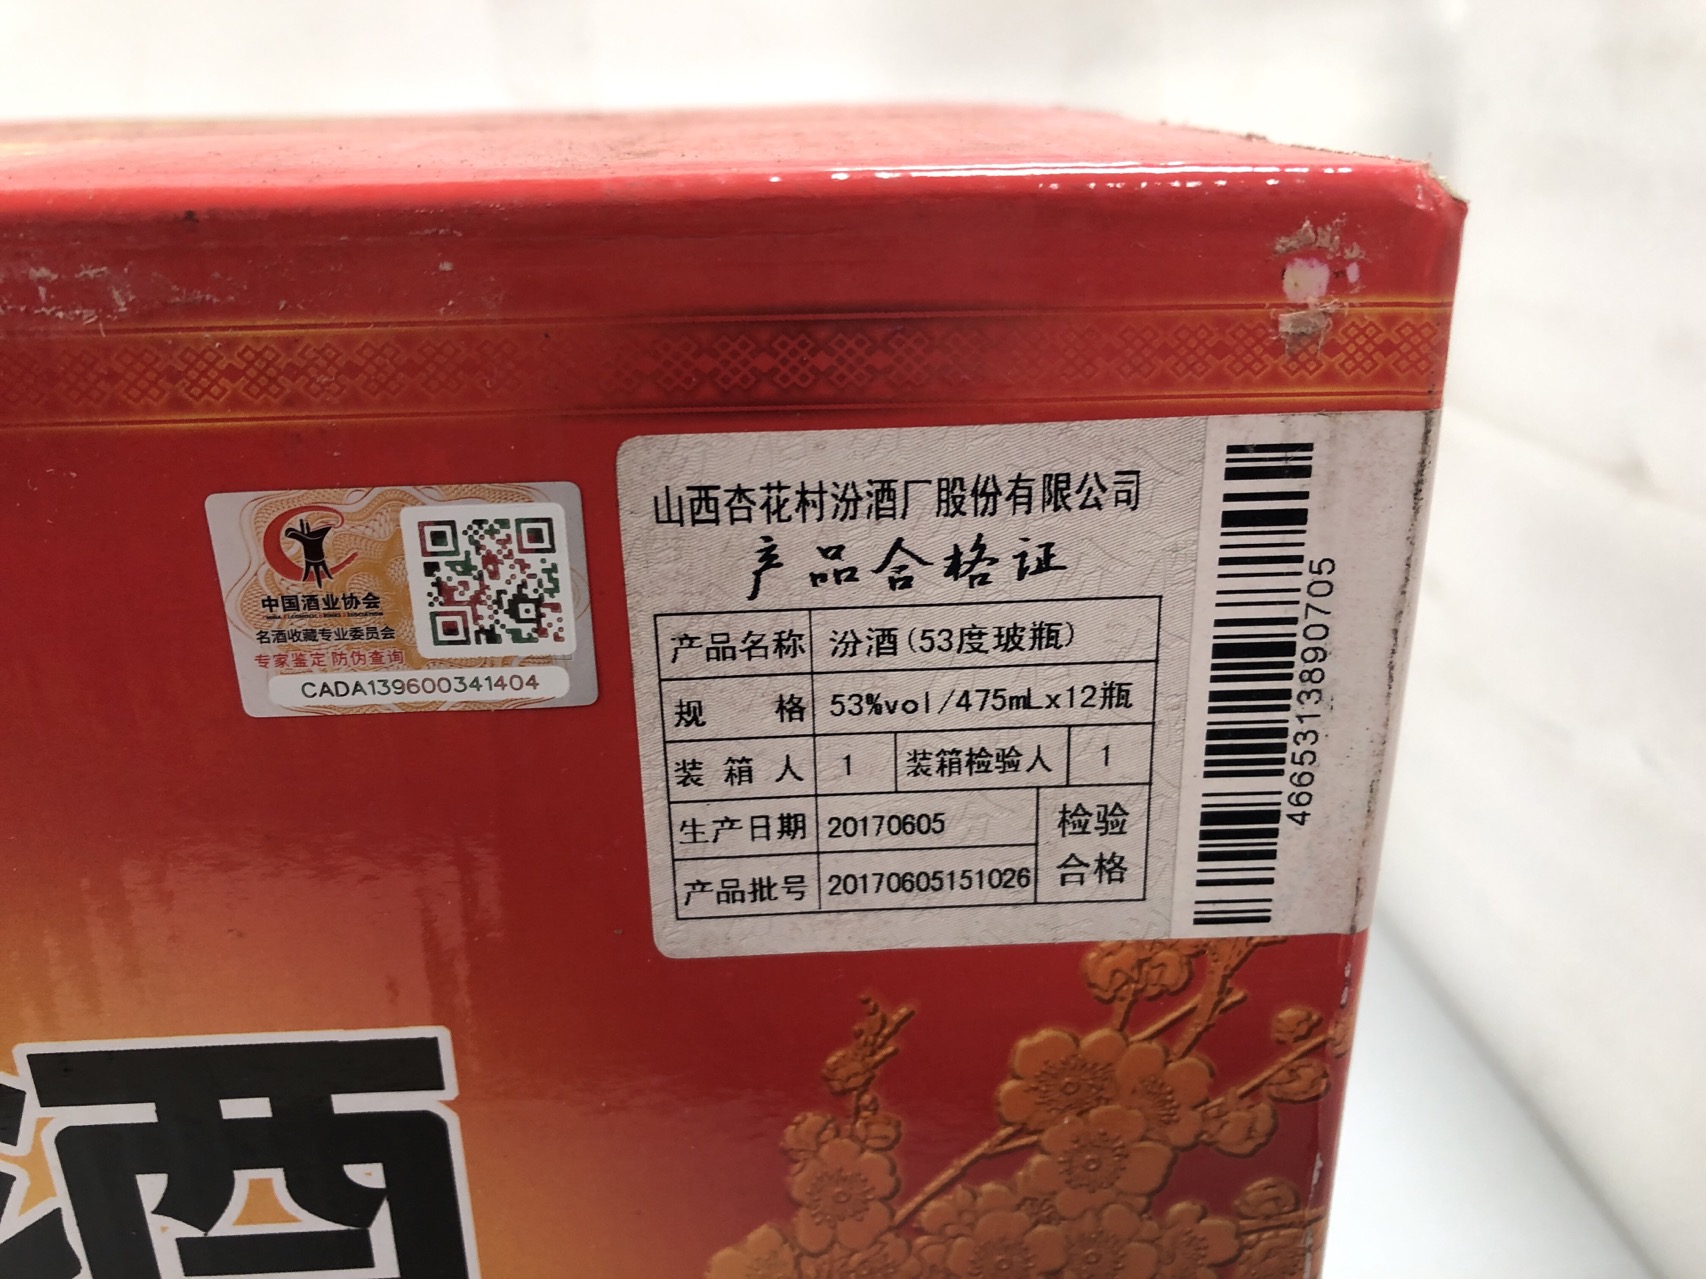 山西杏花村汾酒厂股份有限公司
产品合格证
产品名称 汾酒(53度玻瓶)
规 格 53%vol/475mLx12瓶
装箱人 1 装箱检验人 1
生产日期 20170605 检验
产品批号 20170605151026 合格
4665313890705
中国酒业协会
名酒收藏专业委员会
专家鉴定 防伪查询
CADA139600341404
酒